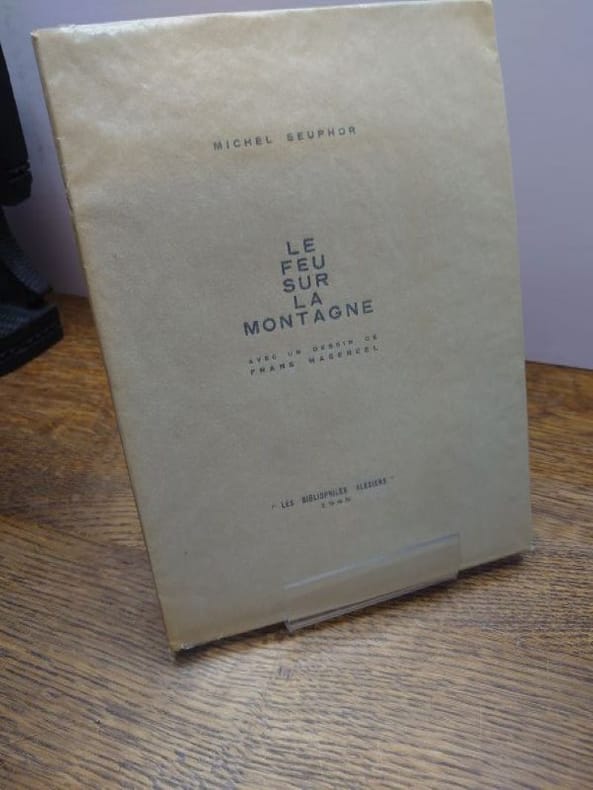 MICHEL SEUPHOR
LE
FEU
SUR
LA
MONTAGNE
AVEC UN DESSIN DE
FRANS MASEREEL
" LES BIBLIOPHILES ALESIENS "